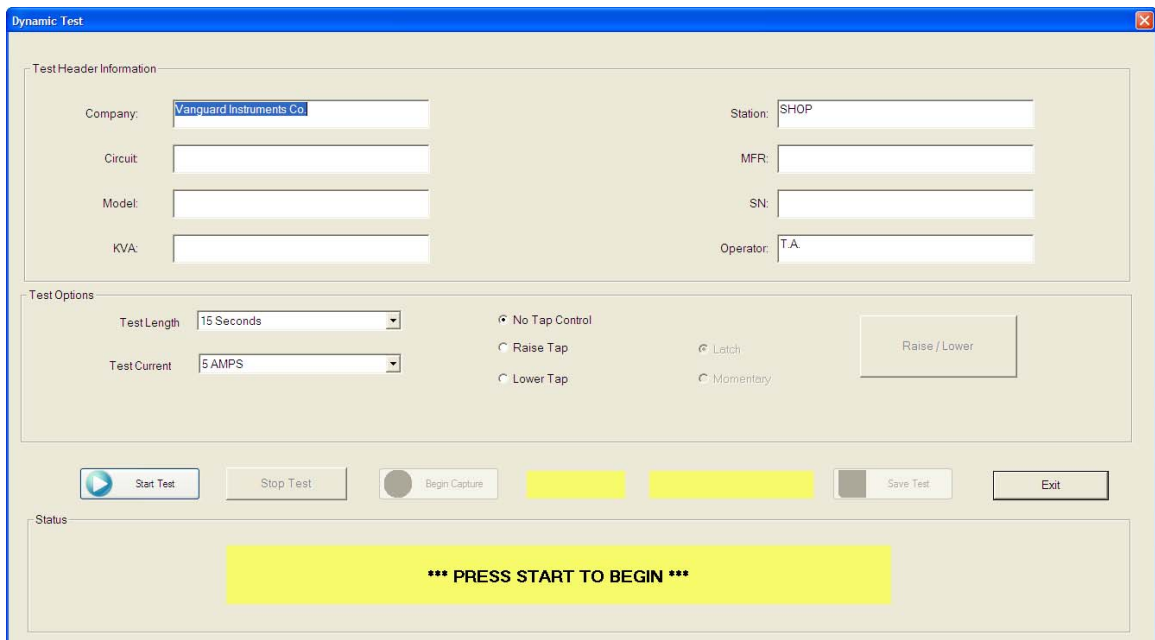 Dynamic Test
Test Header Information
Company: Vanguard Instruments Co.
Station: SHOP
Circuit:
MFR:
Model:
SN:
KVA:
Operator: T.A.
Test Options
Test Length 15 Seconds
No Tap Control
Raise Tap
Latch
Raise / Lower
Test Current 5 AMPS
Lower Tap
Momentary
Start Test
Stop Test
Begin Capture
Save Test
Exit
Status
*** PRESS START TO BEGIN ***